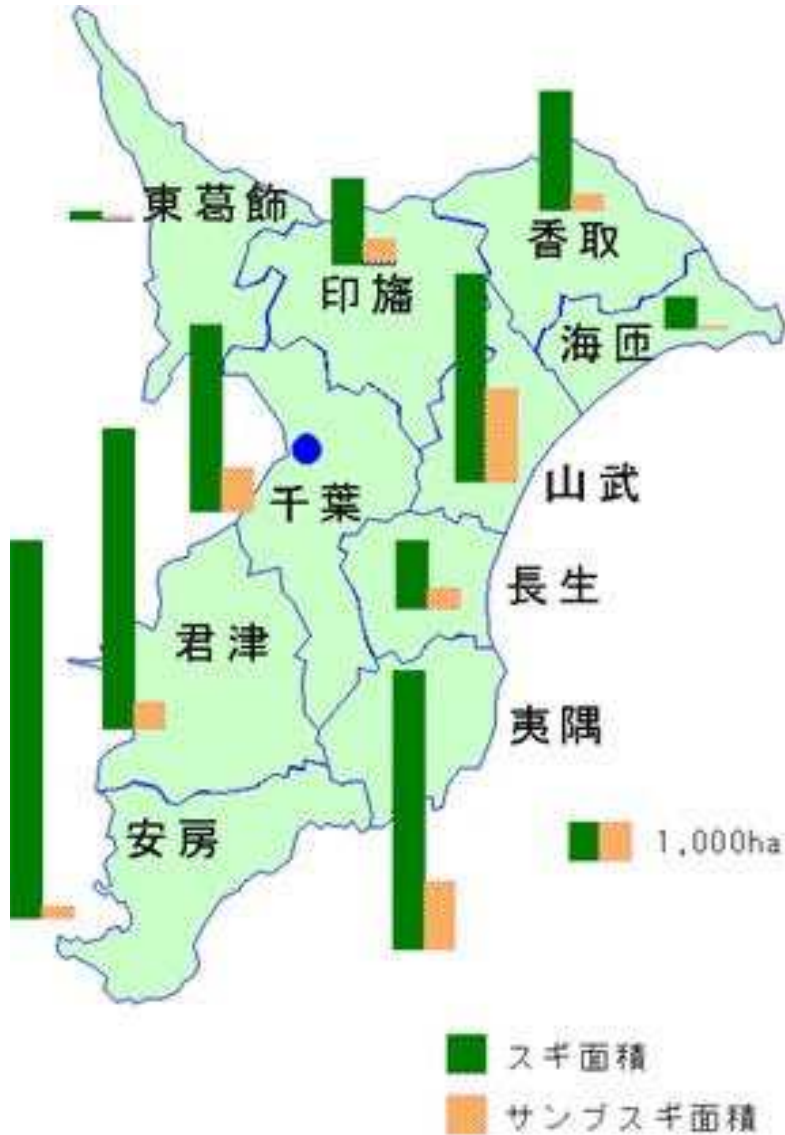 東葛飾
香取
印旛
海匝
山武
千葉
長生
君津
夷隅
安房
1,000ha
スギ面積
サンブスギ面積